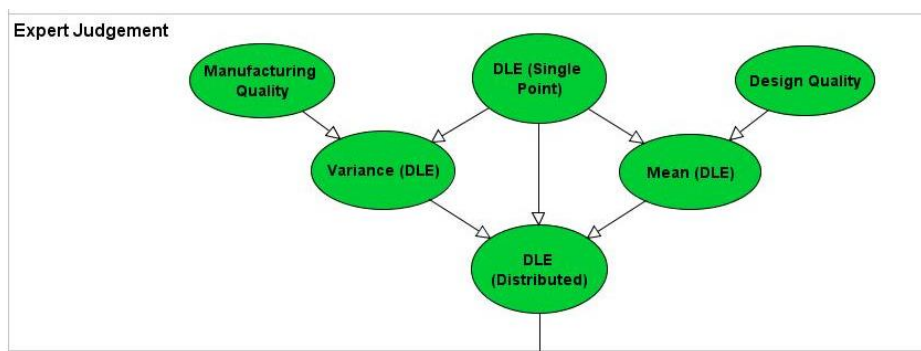 Expert Judgement
Manufacturing
Quality
DLE (Single
Point)
Design Quality
Variance (DLE)
Mean (DLE)
DLE
(Distributed)